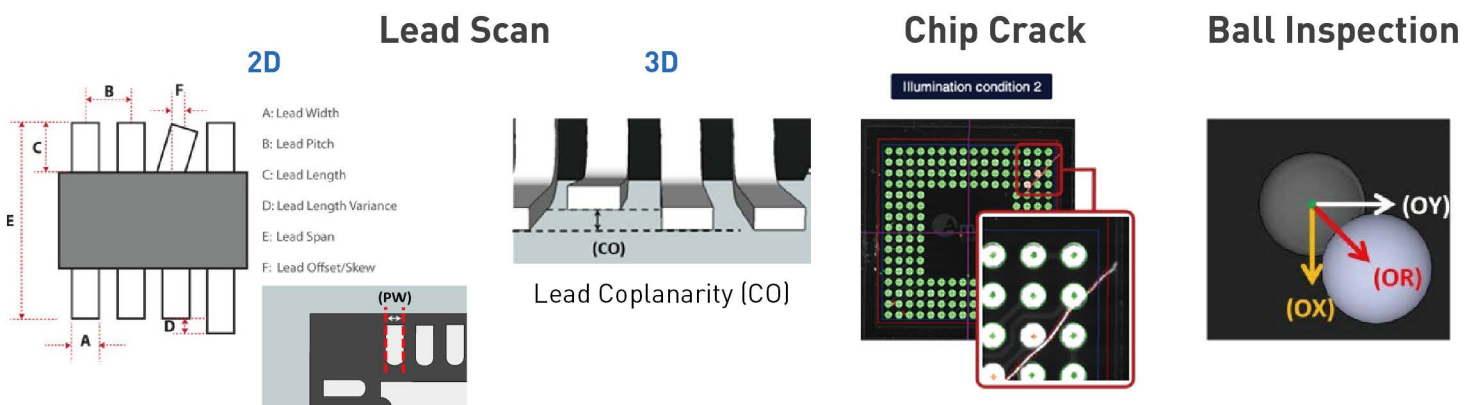 Lead Scan
2D
B
F
C
E
D
A
A: Lead Width
B: Lead Pitch
C: Lead Length
D: Lead Length Variance
E: Lead Span
F: Lead Offset/Skew
(PW)
3D
(CO)
Lead Coplanarity (CO)
Chip Crack
Illumination condition 2
Am
Ball Inspection
(OY)
(OR)
(OX)